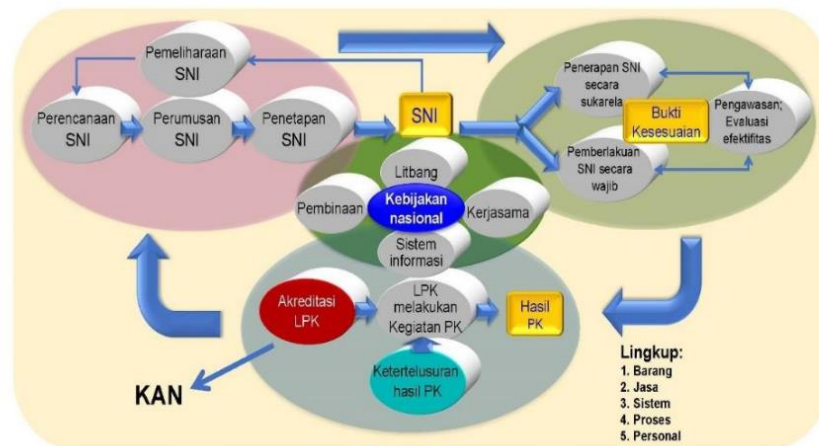 Pemeliharaan
SNI
Perencanaan
SNI
Perumusan
SNI
Penetapan
SNI
SNI
Penerapan SNI
secara
sukarela
Bukti
Kesesuaian
Pengawasan;
Evaluasi
efektifitas
Pemberlakuan
SNI secara
wajib
Litbang
Pembinaan
Kebijakan
nasional
Kerjasama
Sistem
informasi
Akreditasi
LPK
LPK
melakukan
Kegiatan PK
Hasil
PK
Ketertelusuran
hasil PK
KAN
Lingkup:
1. Barang
2. Jasa
3. Sistem
4. Proses
5. Personal